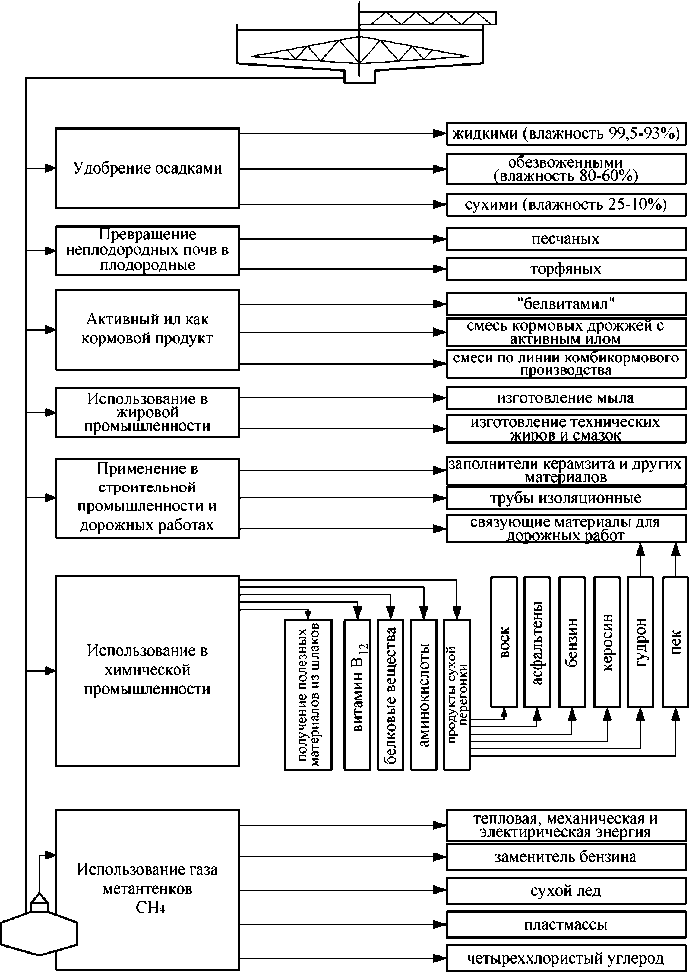 Удобрение осадками
жидкими (влажность 99,5-93%)
обезвоженными
(влажность 80-60%)
сухими (влажность 25-10%)
Превращение
неплодородных почв в
плодородные
песчаных
торфяных
Активный ил как
кормовой продукт
"белвитамил"
смесь кормовых дрожжей с
активным илом
смеси по линии комбикормового
производства
Использование в
жировой
промышленности
изготовление мыла
изготовление технических
жиров и смазок
Применение в
строительной
промышленности и
дорожных работах
заполнители керамзита и других
материалов
трубы изоляционные
связующие материалы для
дорожных работ
Использование в
химической
промышленности
получение полезных
материалов из шлаков
витамин В12
белковые вещества
аминокислоты
продукты сухой
перегонки
воск
асфальтены
бензин
керосин
гудрон
пек
Использование газа
метантенков
СН4
тепловая, механическая и
электирическая энергия
заменитель бензина
сухой лед
пластмассы
четыреххлористый углерод